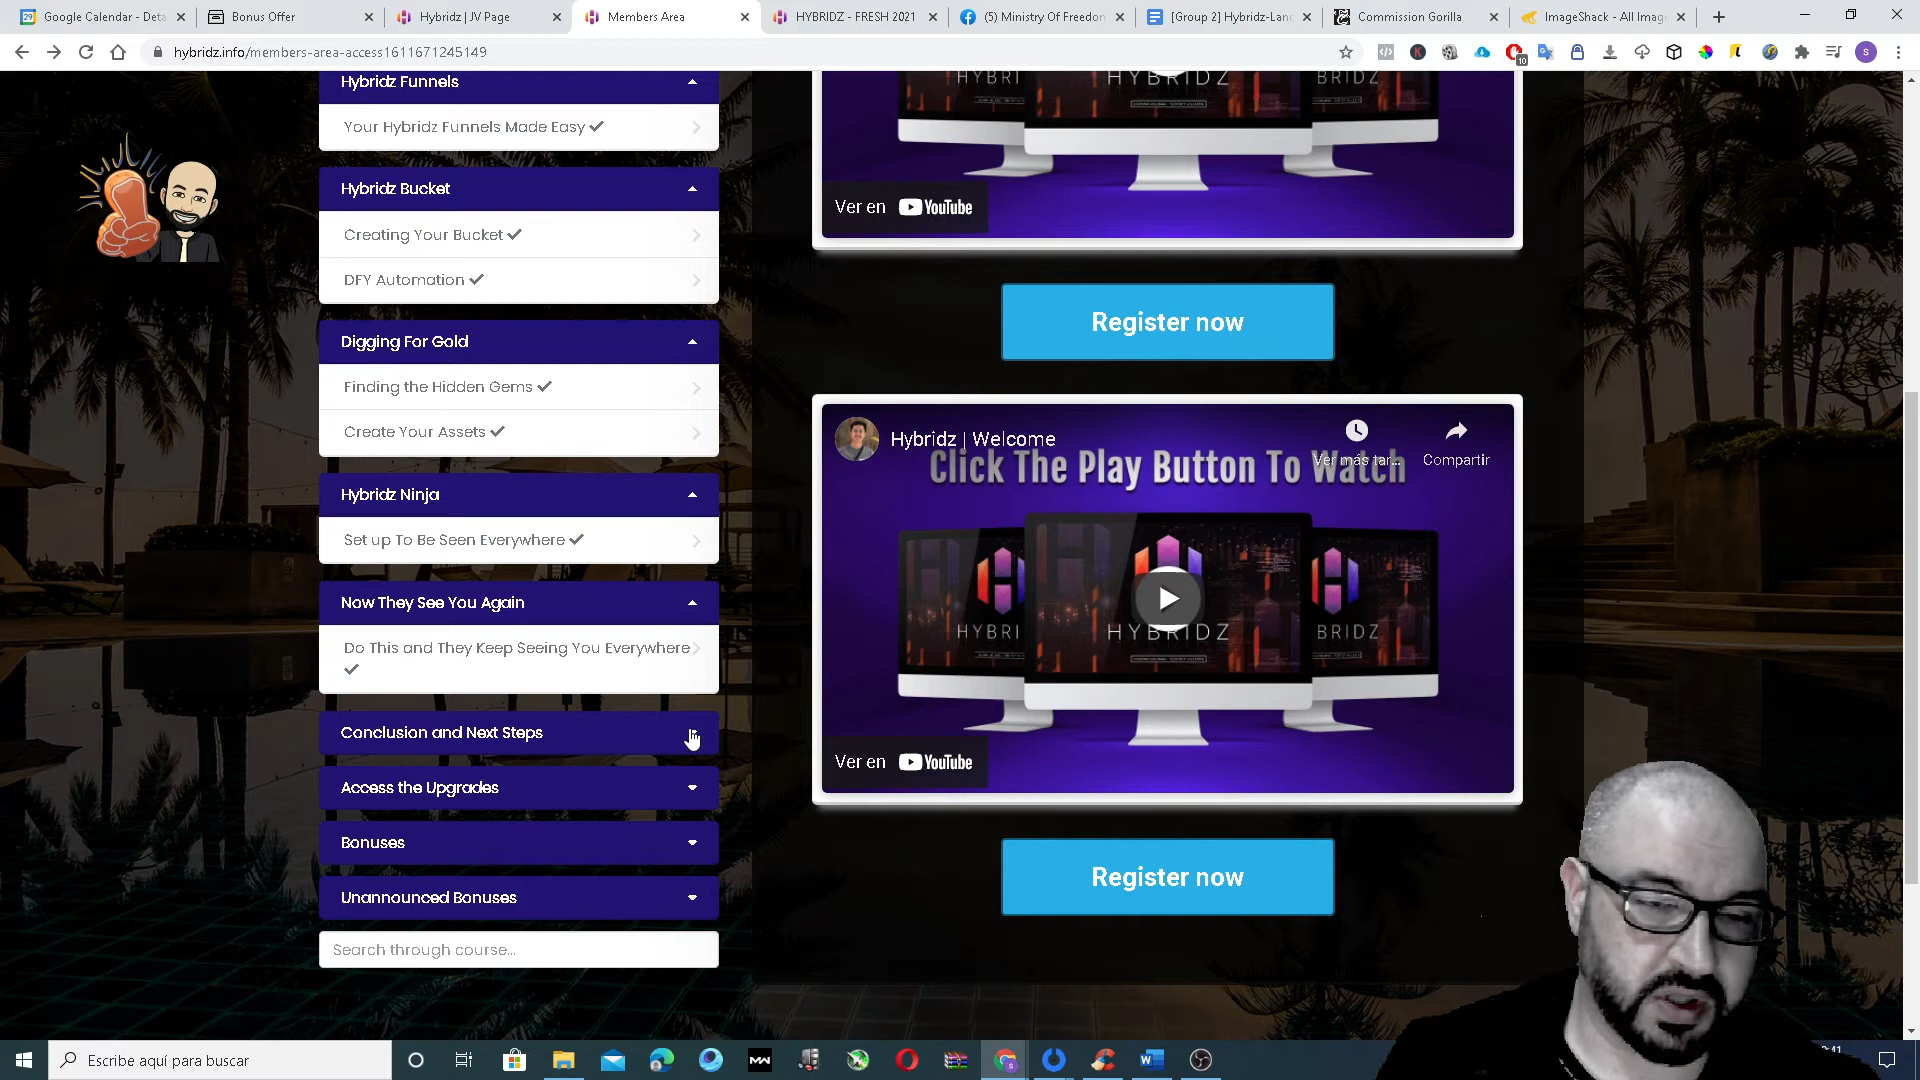 Google Calendar - Deta
Bonus Offer
Hybridz | JV Page
Members Area
HYBRIDZ - FRESH 2021
(5) Ministry Of Freedom
[Group 2] Hybridz-Lan
Commission Gorilla
ImageShack - All Imag
hybridz.info/members-area-access1611671245149
10
S
Hybridz Funnels
Your Hybridz Funnels Made Easy
Hybridz Bucket
Creating Your Bucket
DFY Automation
Digging For Gold
Finding the Hidden Gems
Create Your Assets
Hybridz Ninja
Set up To Be Seen Everywhere
Now They See You Again
Do This and They Keep Seeing You Everywhere
Conclusion and Next Steps
Access the Upgrades
Bonuses
Unannounced Bonuses
Search through course...
HYBRI
HYBRIDZ
BRIDZ
Ver en YouTube
Register now
Hybridz | Welcome
Ver más tar...
Compartir
Click The Play Button To Watch
HYBRI
HYBRIDZ
BRIDZ
Ver en YouTube
Register now
Escribe aquí para buscar